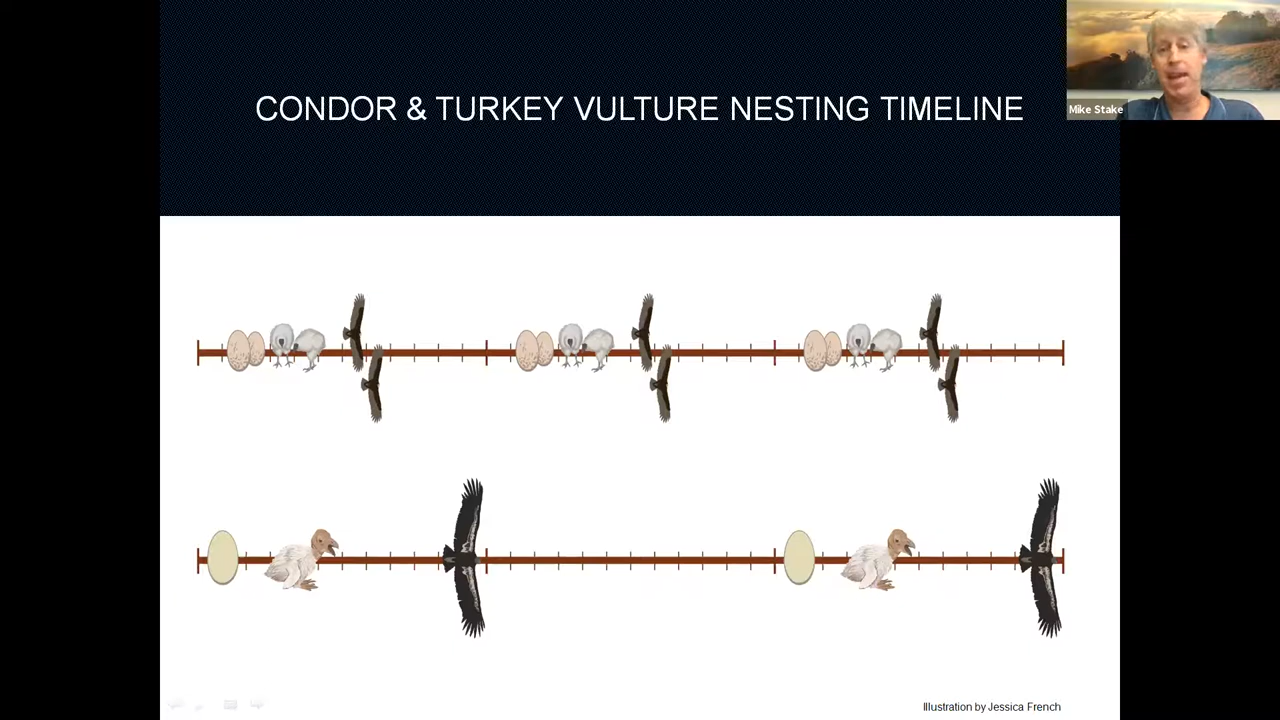 CONDOR & TURKEY VULTURE NESTING TIMELINE
Mike Stake
Illustration by Jessica French